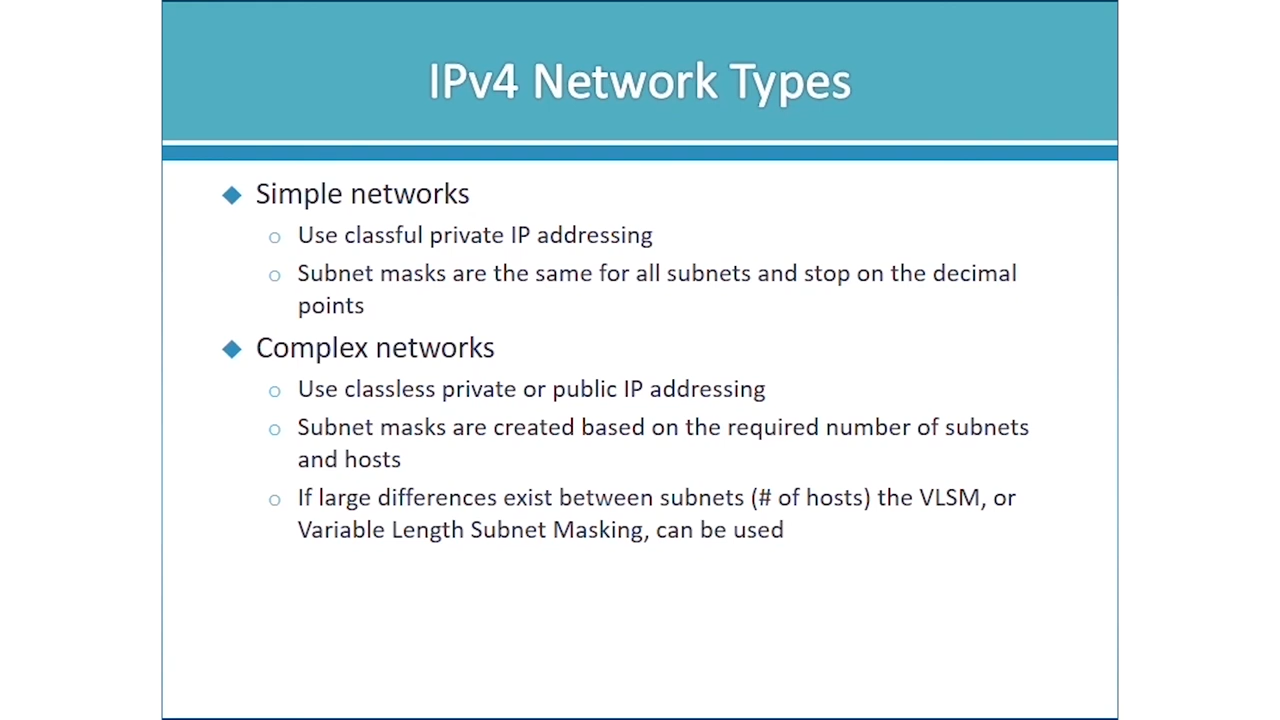 IPv4 Network Types
Simple networks
Use classful private IP addressing
Subnet masks are the same for all subnets and stop on the decimal
points
Complex networks
Use classless private or public IP addressing
Subnet masks are created based on the required number of subnets
and hosts
If large differences exist between subnets (# of hosts) the VLSM, or
Variable Length Subnet Masking, can be used